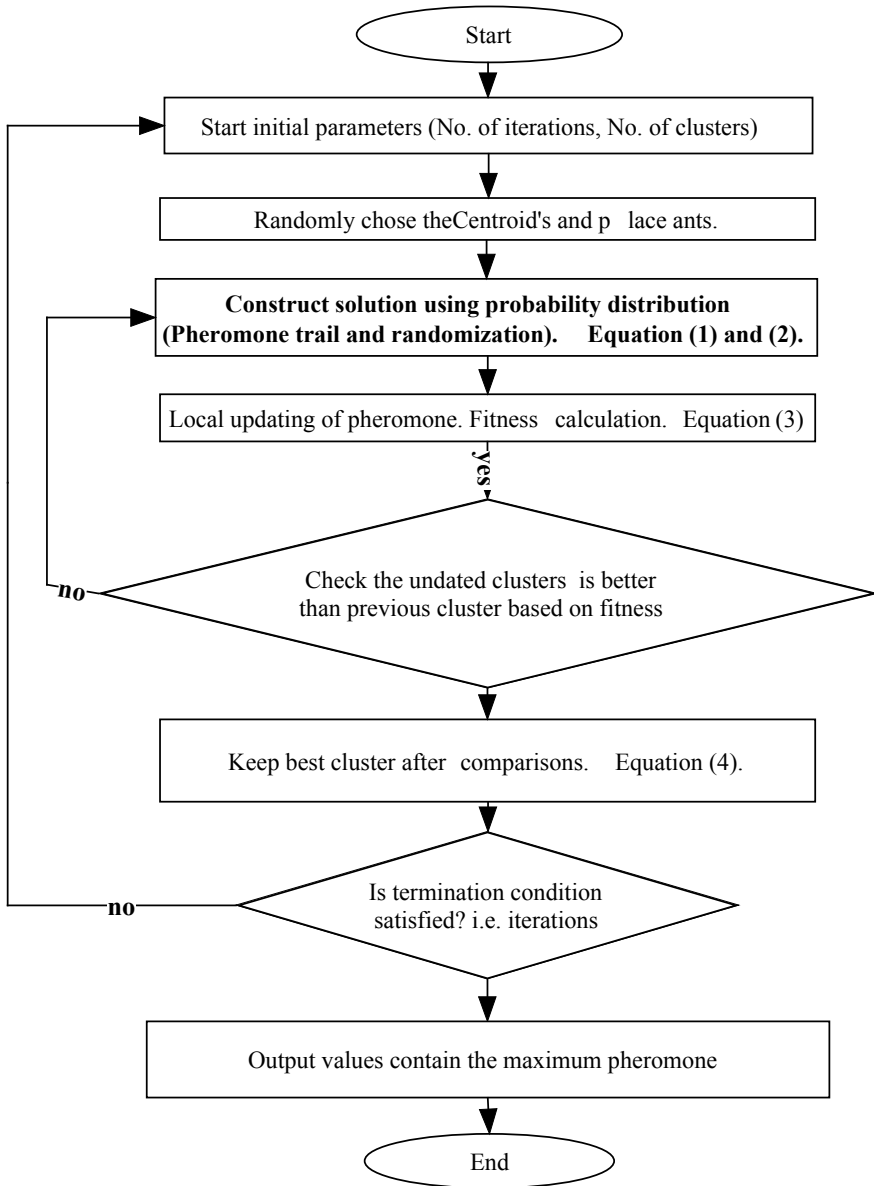 Start
Start initial parameters (No. of iterations, No. of clusters)
Randomly chose theCentroid's and p lace ants.
Construct solution using probability distribution
(Pheromone trail and randomization). Equation (1) and (2).
Local updating of pheromone. Fitness calculation. Equation (3)
yes
Check the undated clusters is better
than previous cluster based on fitness
no
Keep best cluster after comparisons. Equation (4).
Is termination condition
satisfied? i.e. iterations
no
Output values contain the maximum pheromone
End